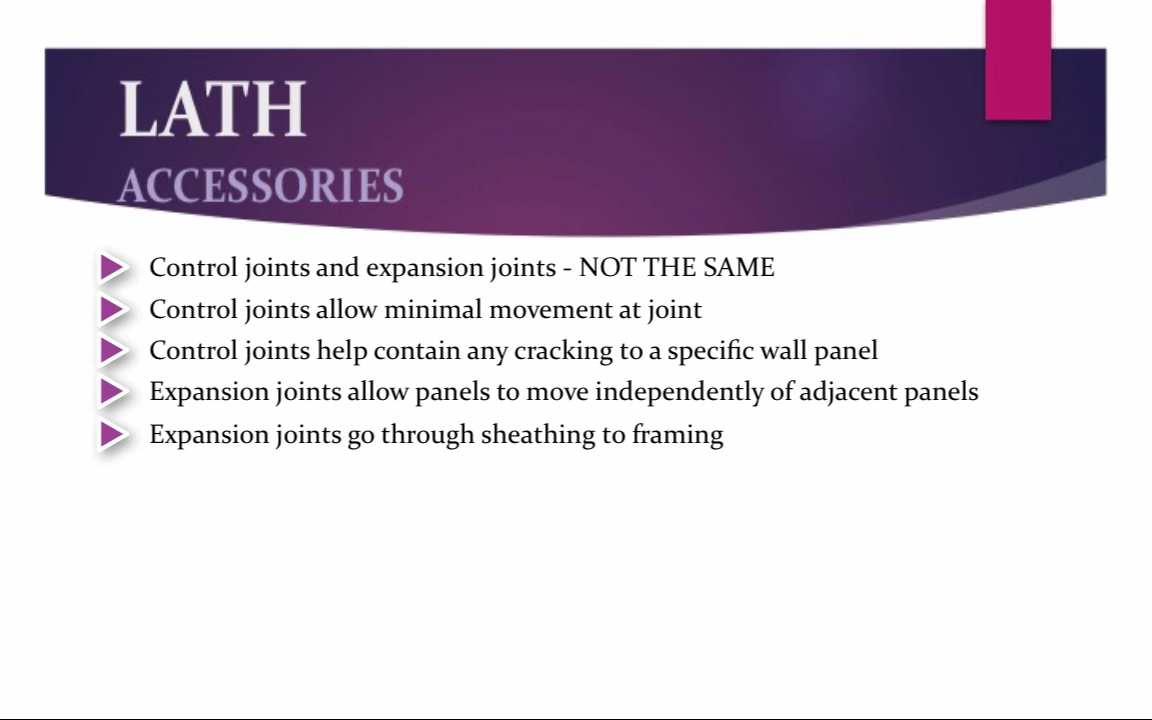 LATH
ACCESSORIES
Control joints and expansion joints - NOT THE SAME
Control joints allow minimal movement at joint
Control joints help contain any cracking to a specific wall panel
Expansion joints allow panels to move independently of adjacent panels
Expansion joints go through sheathing to framing